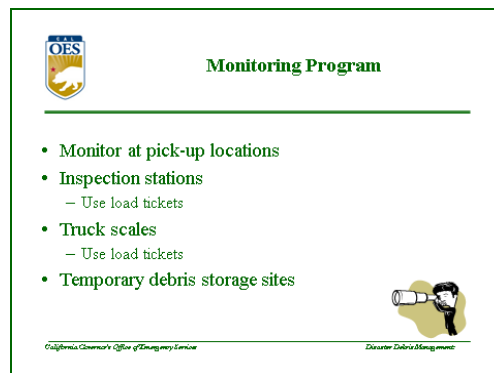 CAL
OES
Monitoring Program
• Monitor at pick-up locations
• Inspection stations
– Use load tickets
• Truck scales
– Use load tickets
• Temporary debris storage sites
California Governor's Office of Emergency Services
Disaster Debris Management